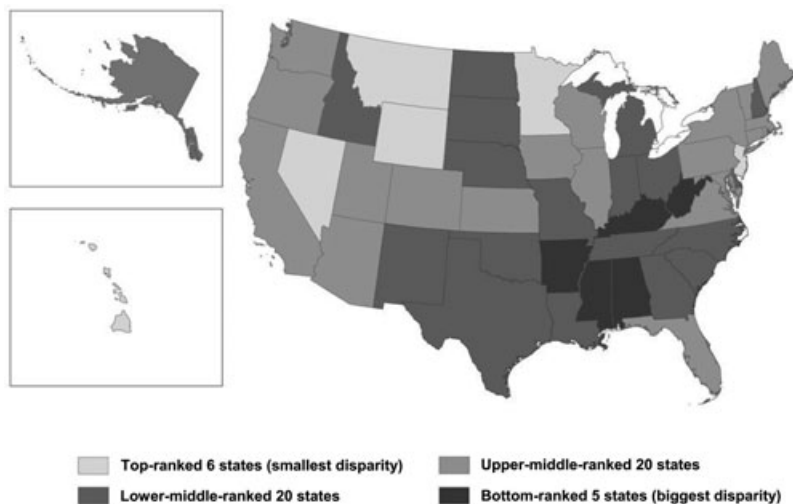 Top-ranked 6 states (smallest disparity)
Upper-middle-ranked 20 states
Lower-middle-ranked 20 states
Bottom-ranked 5 states (biggest disparity)